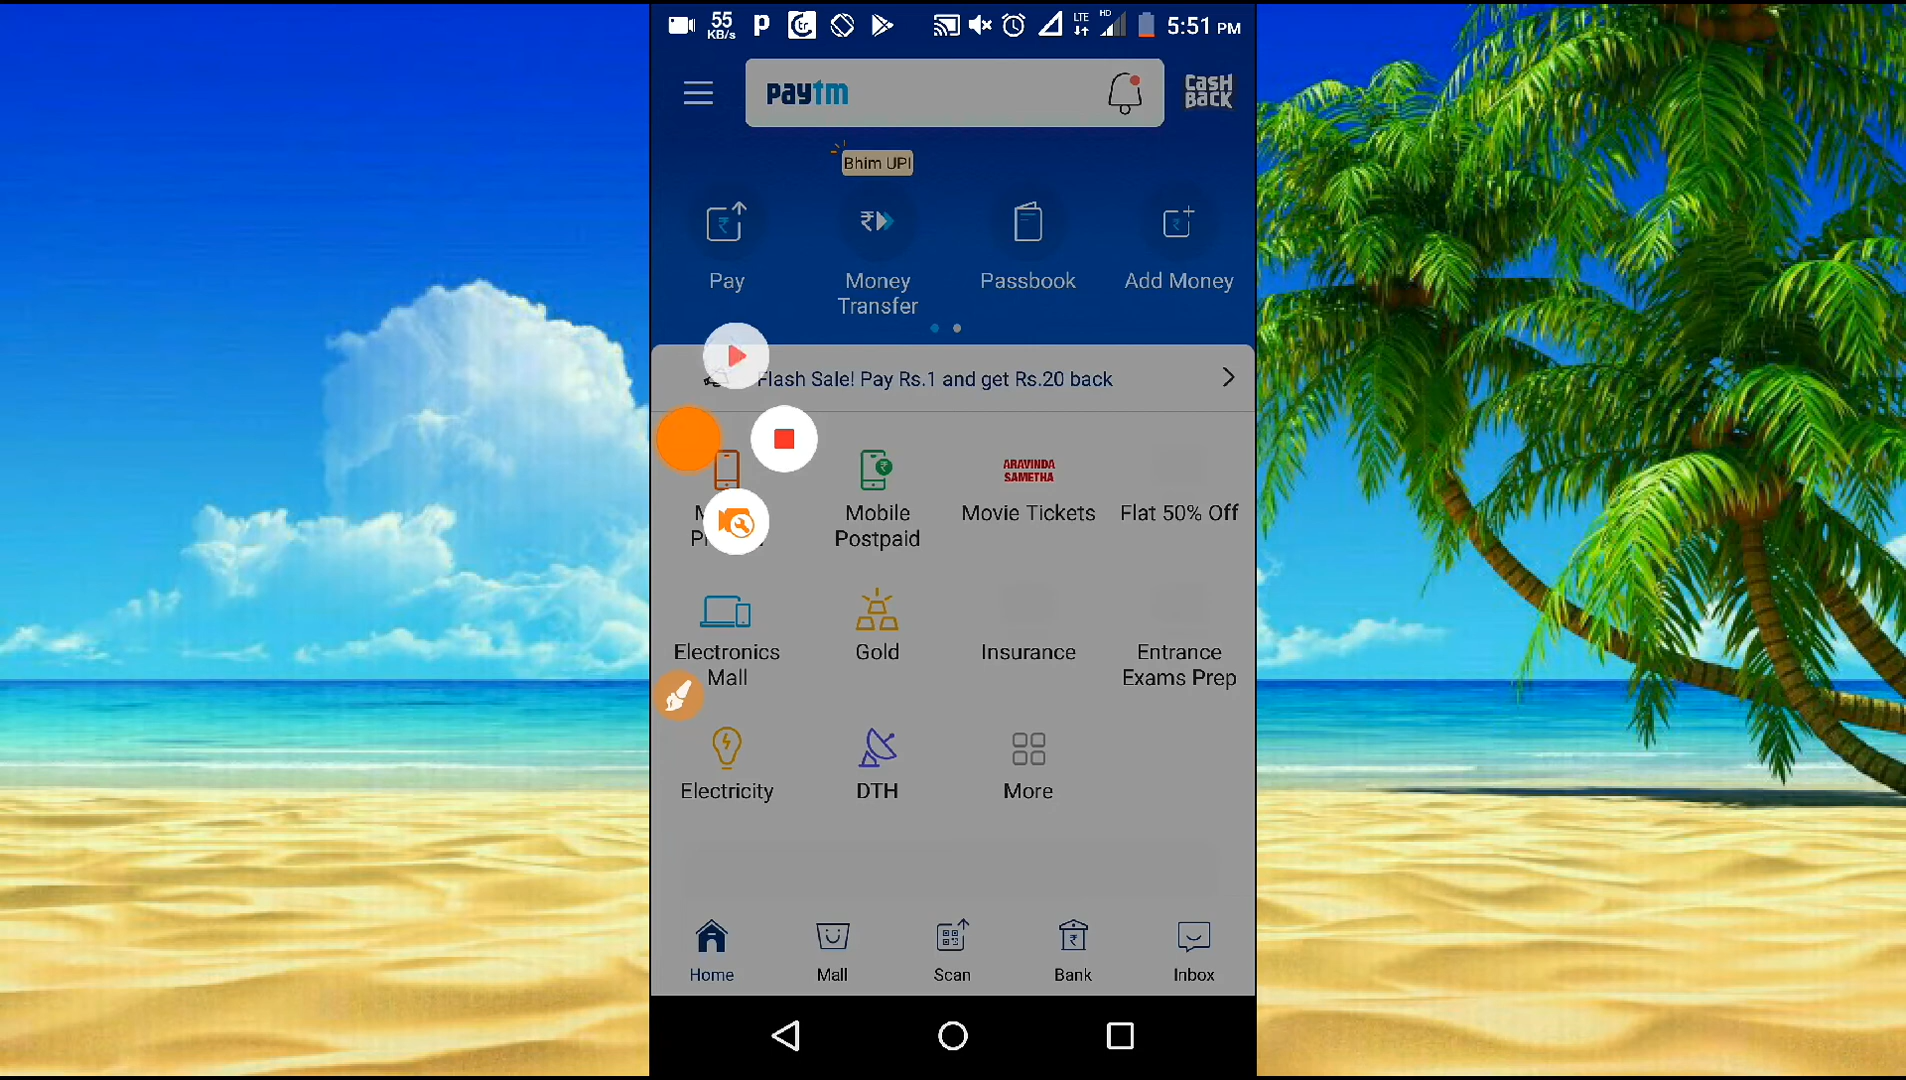 55
KB/s
LTE
HD
5:51 PM
paytm
CASH
BACK
Bhim UPI
Pay
Money
Transfer
Passbook
Add Money
Flash Sale! Pay Rs.1 and get Rs.20 back
ARAVINDA
SAMETHA
Mobile
Postpaid
Movie Tickets
Flat 50% Off
Electronics
Mall
Gold
Insurance
Entrance
Exams Prep
Electricity
DTH
More
Home
Mall
Scan
Bank
Inbox